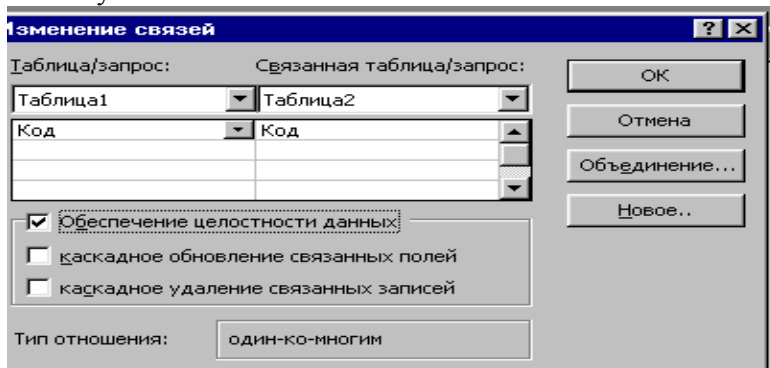 Изменение связей
Таблица/запрос: Связанная таблица/запрос:
ОК
Таблица1 Таблица2
Отмена
Код Код
Объединение...
Новое..
Обеспечение целостности данных
каскадное обновление связанных полей
каскадное удаление связанных записей
Тип отношения: один-ко-многим